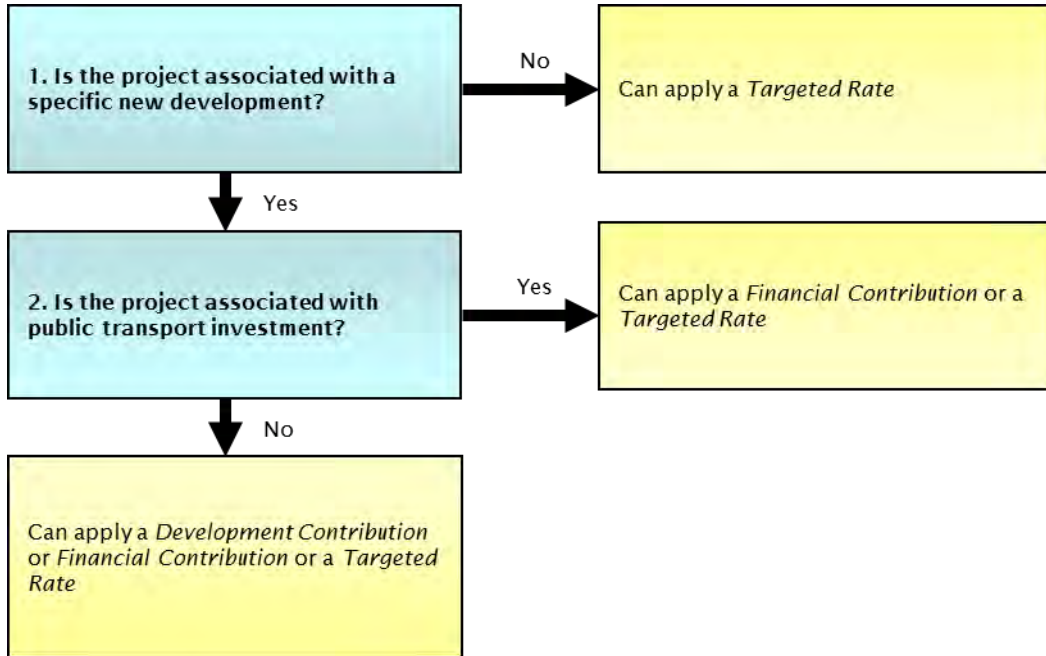 1. Is the project associated with a
specific new development?
No
Can apply a Targeted Rate
Yes
2. Is the project associated with
public transport investment?
Yes
Can apply a Financial Contribution or a
Targeted Rate
No
Can apply a Development Contribution
or Financial Contribution or a Targeted
Rate